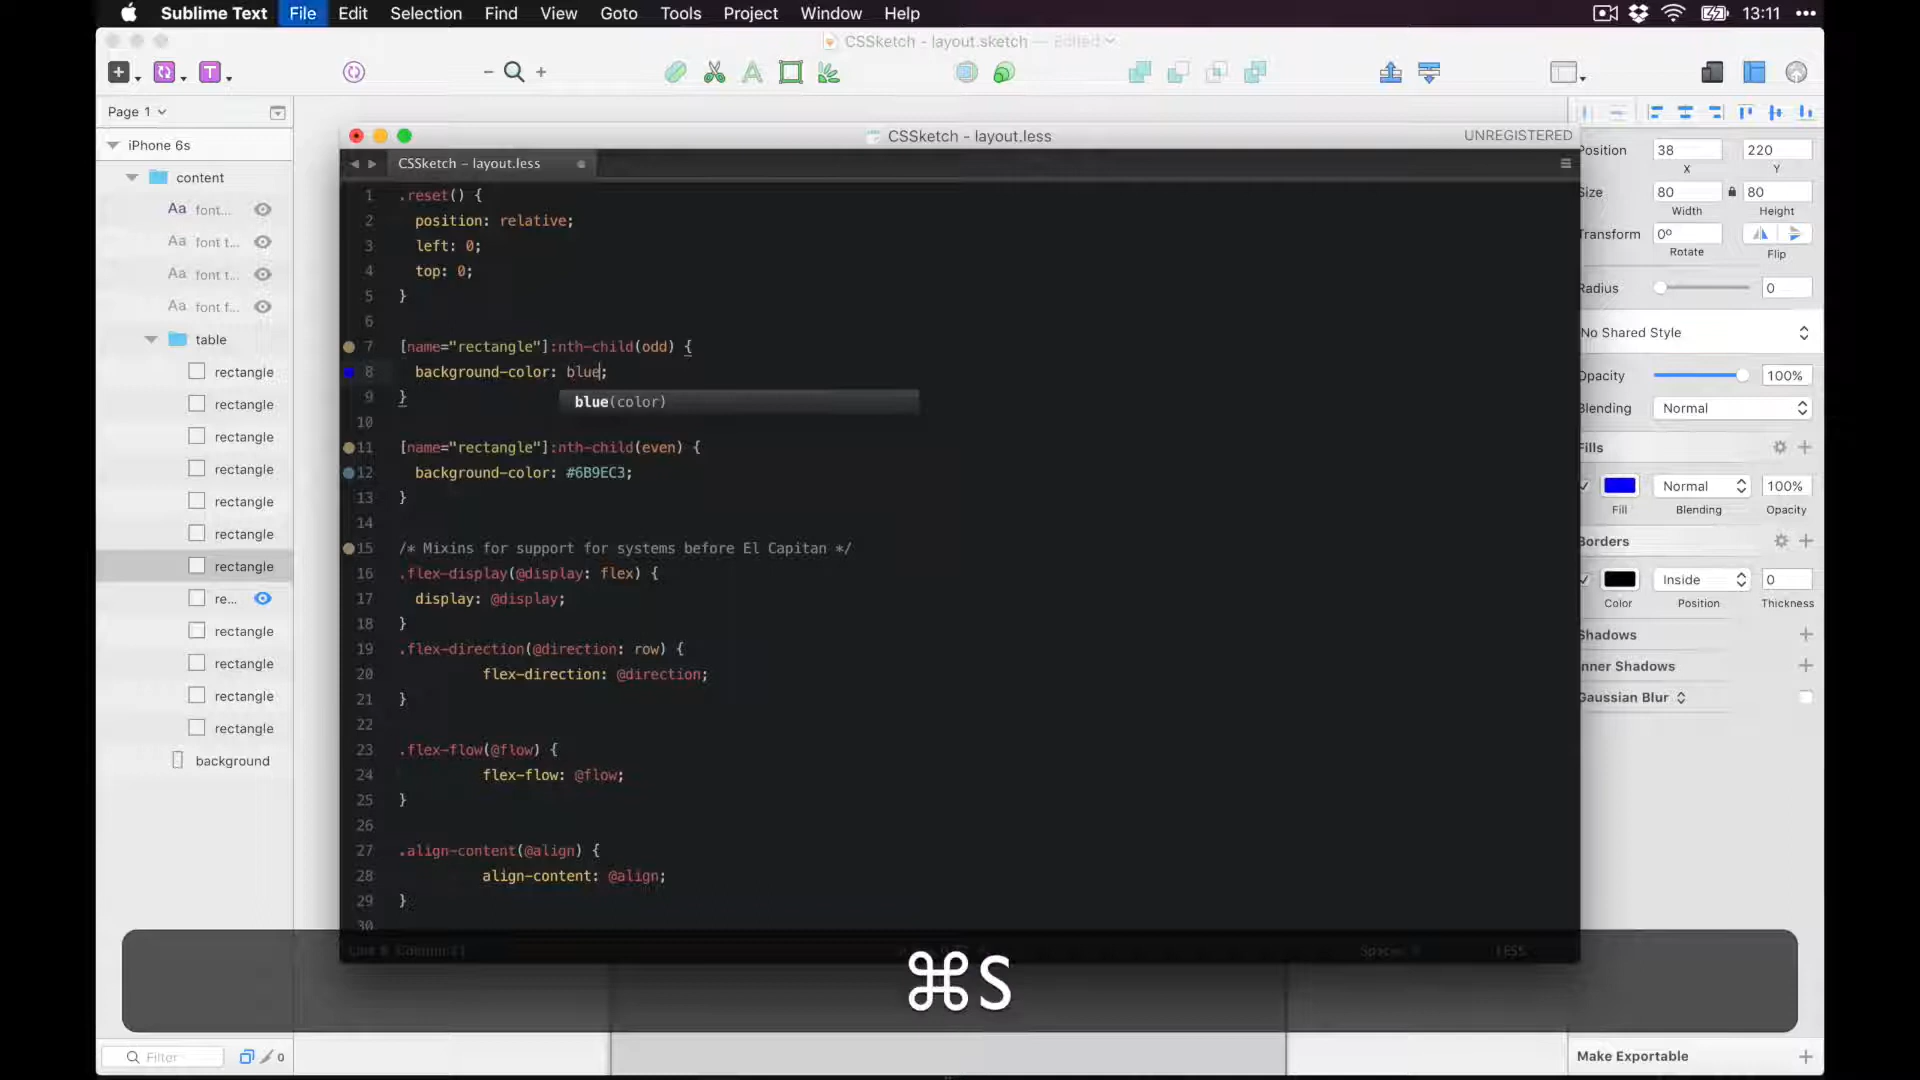 Sublime Text File Edit Selection Find View Goto Tools Project Window Help 13:11
CSSketch - layout.sketch — Edited
Page 1
iPhone 6s
content
Aa font...
Aa font t...
Aa font t...
Aa font f...
table
rectangle
rectangle
rectangle
rectangle
rectangle
rectangle
rectangle
re...
rectangle
rectangle
rectangle
rectangle
background
Filter 0
CSSketch - layout.less
UNREGISTERED
CSSketch - layout.less
1 .reset() {
2 position: relative;
3 left: 0;
4 top: 0;
5 }
6
7 [name="rectangle"]:nth-child(odd) {
8 background-color: blue;
9 }
blue(color)
10
11 [name="rectangle"]:nth-child(even) {
12 background-color: #6B9EC3;
13 }
14
15 /* Mixins for support for systems before El Capitan */
16 .flex-display(@display: flex) {
17 display: @display;
18 }
19 .flex-direction(@direction: row) {
20 flex-direction: @direction;
21 }
22
23 .flex-flow(@flow) {
24 flex-flow: @flow;
25 }
26
27 .align-content(@align) {
28 align-content: @align;
29 }
30
⌘S
LESS
Position 38 220
X Y
Size 80 80
Width Height
Transform 0º
Rotate Flip
Radius 0
No Shared Style
Opacity 100%
Blending Normal
Fills
Normal 100%
Fill Blending Opacity
Borders
Inside 0
Color Position Thickness
Shadows
nner Shadows
Gaussian Blur
Make Exportable